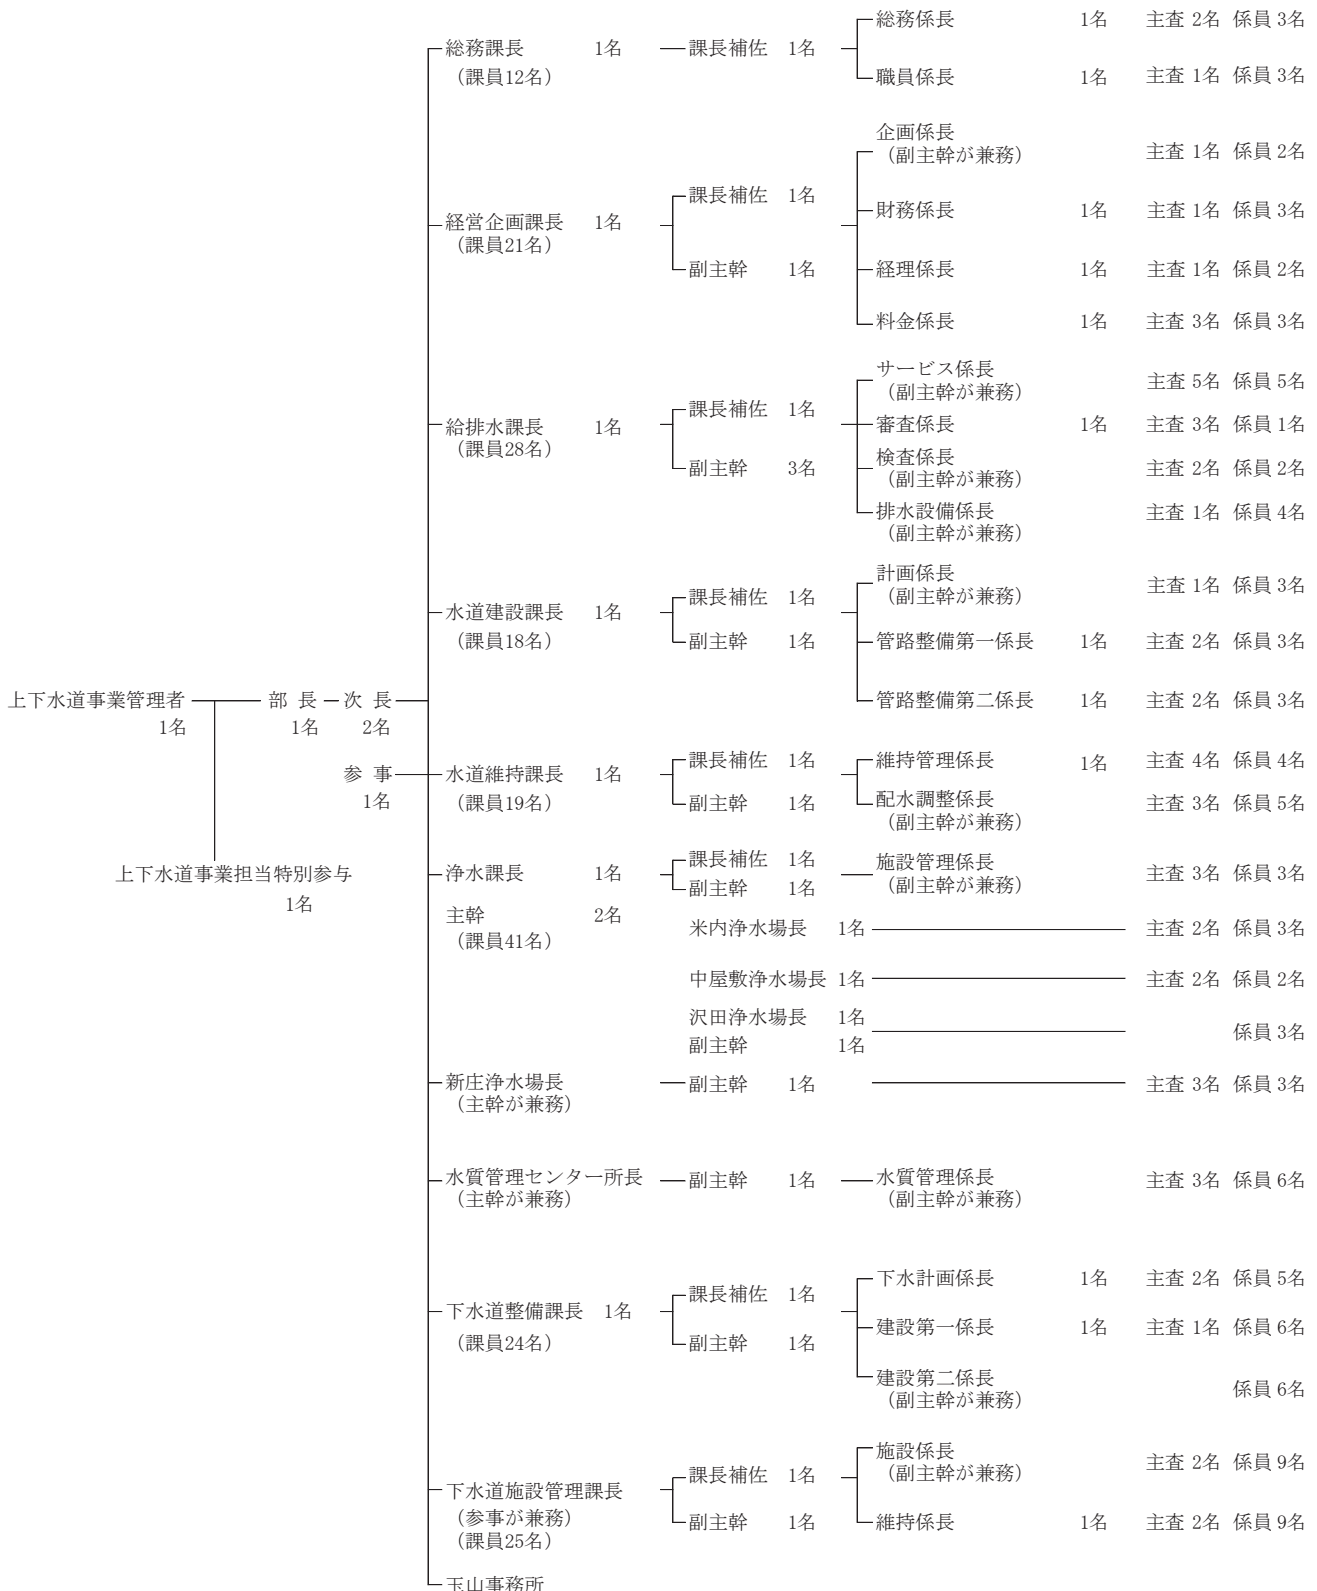 総務係長 1名 主査 2名 係員 3名
総務課長 1名 課長補佐 1名
（課員12名）
職員係長 1名 主査 1名 係員 3名
企画係長
（副主幹が兼務） 主査 1名 係員 2名
課長補佐 1名
財務係長 1名 主査 1名 係員 3名
経営企画課長 1名
（課員21名）
副主幹 1名
経理係長 1名 主査 1名 係員 2名
料金係長 1名 主査 3名 係員 3名
サービス係長
（副主幹が兼務） 主査 5名 係員 5名
課長補佐 1名
給排水課長 1名
（課員28名）
審査係長 1名 主査 3名 係員 1名
副主幹 3名
検査係長
（副主幹が兼務） 主査 2名 係員 2名
排水設備係長
（副主幹が兼務） 主査 1名 係員 4名
計画係長
（副主幹が兼務） 主査 1名 係員 3名
課長補佐 1名
水道建設課長 1名
（課員18名）
副主幹 1名
管路整備第一係長 1名 主査 2名 係員 3名
管路整備第二係長 1名 主査 2名 係員 3名
上下水道事業管理者
1名
部 長
1名
次 長
2名
参 事
1名
上下水道事業担当特別参与
1名
水道維持課長 1名
（課員19名）
課長補佐 1名
副主幹 1名
維持管理係長 1名 主査 4名 係員 4名
配水調整係長
（副主幹が兼務） 主査 3名 係員 5名
浄水課長 1名
主幹 2名
（課員41名）
課長補佐 1名
副主幹 1名
施設管理係長
（副主幹が兼務） 主査 3名 係員 3名
米内浄水場長 1名 主査 2名 係員 3名
中屋敷浄水場長 1名 主査 2名 係員 2名
沢田浄水場長 1名
副主幹 1名
係員 3名
新庄浄水場長
（主幹が兼務）
副主幹 1名 主査 3名 係員 3名
水質管理センター所長
（主幹が兼務）
副主幹 1名
水質管理係長
（副主幹が兼務） 主査 3名 係員 6名
下水道整備課長 1名
（課員24名）
課長補佐 1名
副主幹 1名
下水計画係長 1名 主査 2名 係員 5名
建設第一係長 1名 主査 1名 係員 6名
建設第二係長
（副主幹が兼務） 係員 6名
下水道施設管理課長
（参事が兼務）
（課員25名）
課長補佐 1名
副主幹 1名
施設係長
（副主幹が兼務） 主査 2名 係員 9名
維持係長 1名 主査 2名 係員 9名
玉山事務所